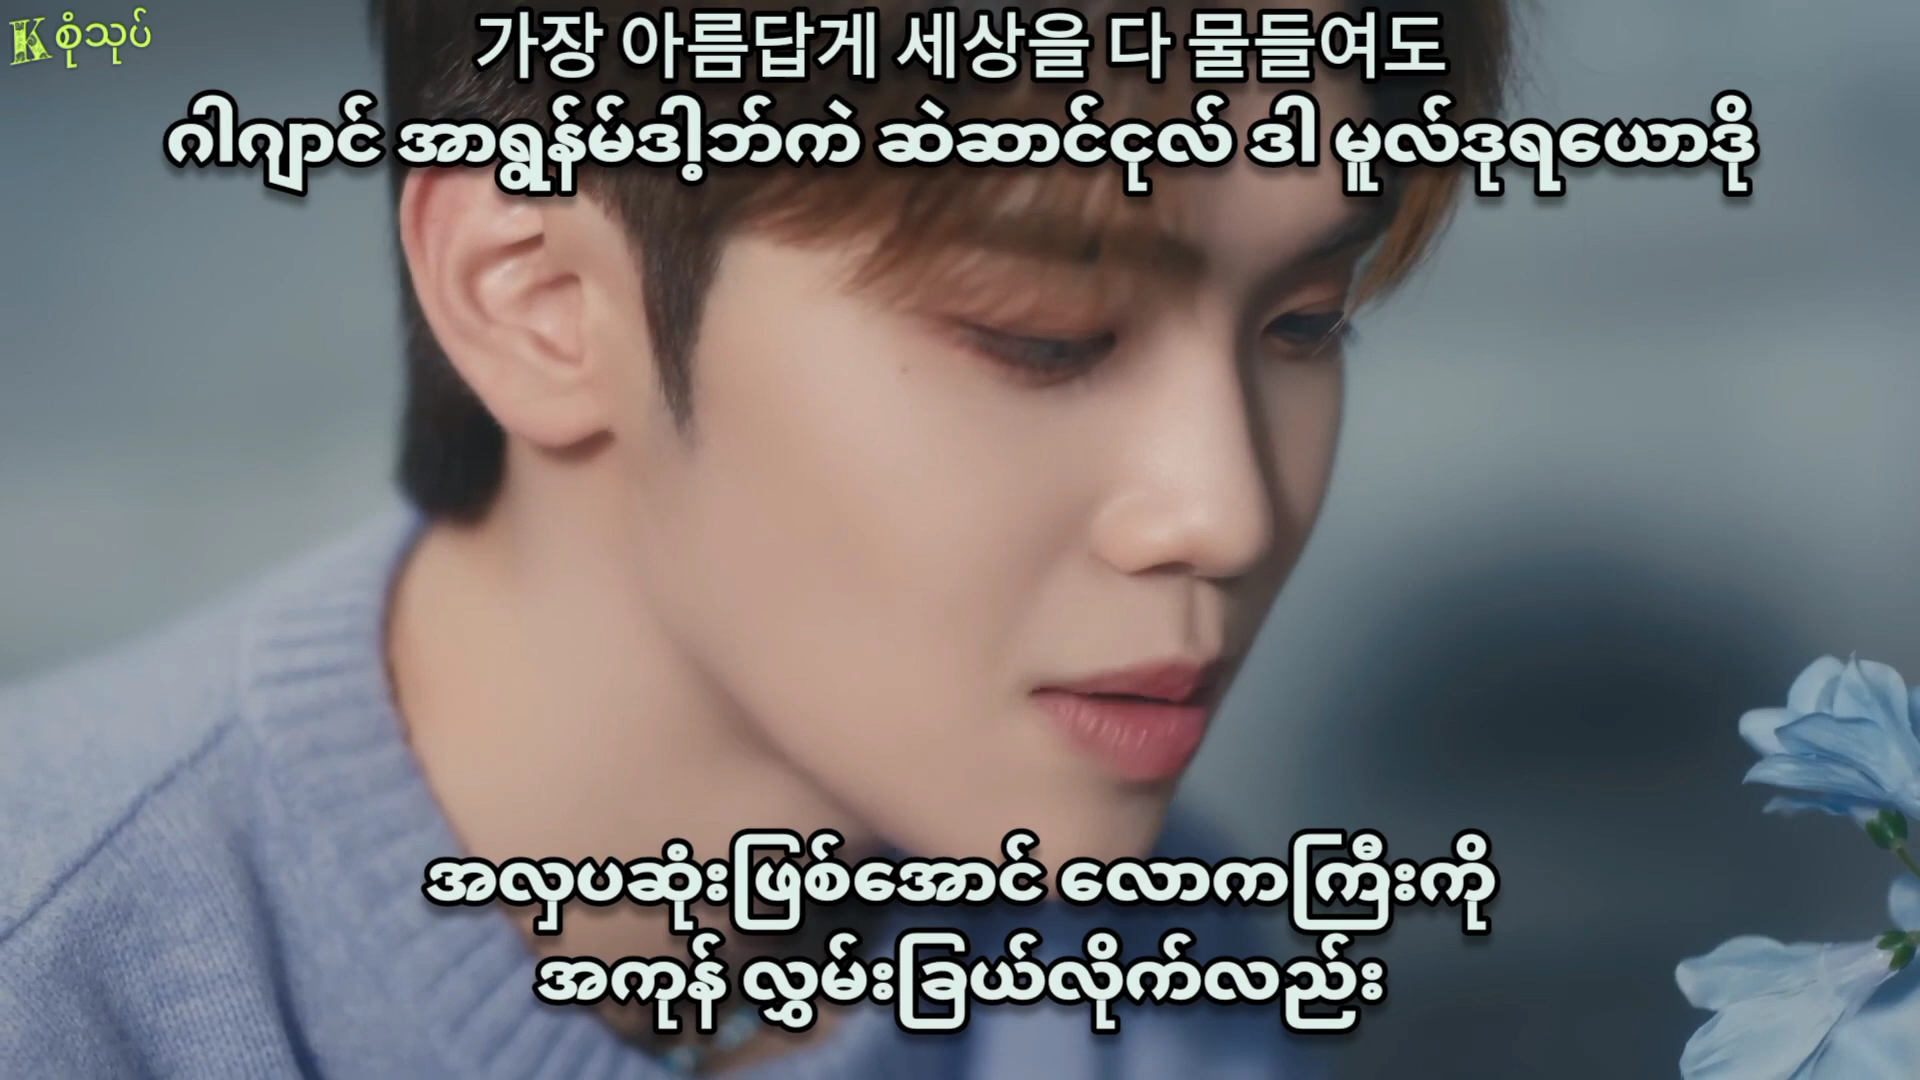 K စုံသုပ်
가장 아름답게 세상을 다 물들여도
ဂါဂျာင် အာရွန်မ်ဒါ့ဘ်ကဲ ဆဲဆာင်ငုလ် ဒါ မူလ်ဒုရယောဒို
အလှပဆုံးဖြစ်အောင် လောကကြီးကို
အကုန် လွှမ်းခြယ်လိုက်လည်း